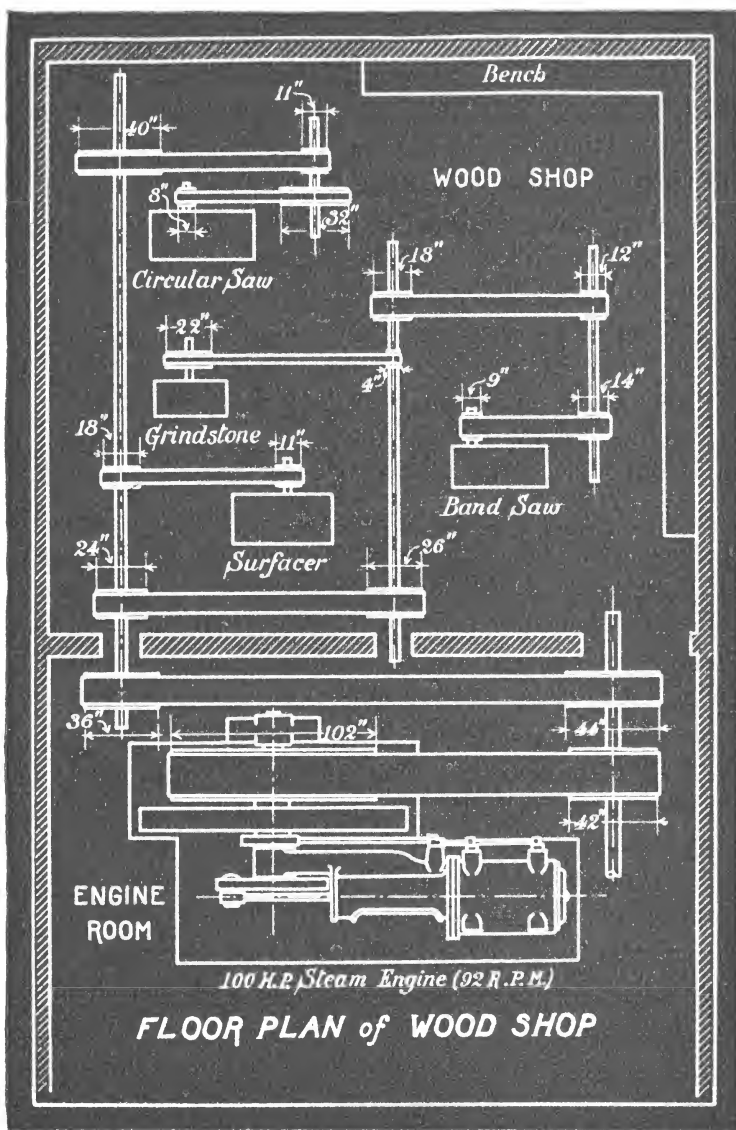 Bench
11"
40"
WOOD SHOP
8"
32"
Circular Saw
18"
12"
22"
4"
9"
14"
Grindstone
18"
11"
Band Saw
Surfacer
24"
26"
36"
102"
44"
42"
ENGINE
ROOM
100 H.P. Steam Engine (92 R.P.M.)
FLOOR PLAN of WOOD SHOP